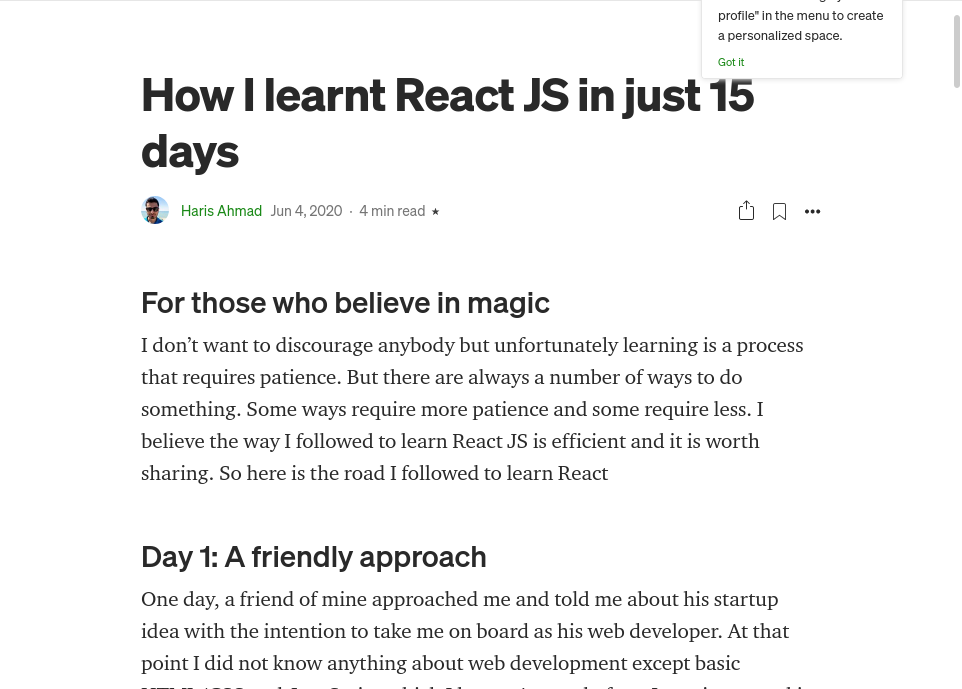 profile" in the menu to create
a personalized space.
Got it
How I learnt React JS in just 15
days
Haris Ahmad Jun 4, 2020 · 4 min read ★
For those who believe in magic
I don’t want to discourage anybody but unfortunately learning is a process
that requires patience. But there are always a number of ways to do
something. Some ways require more patience and some require less. I
believe the way I followed to learn React JS is efficient and it is worth
sharing. So here is the road I followed to learn React
Day 1: A friendly approach
One day, a friend of mine approached me and told me about his startup
idea with the intention to take me on board as his web developer. At that
point I did not know anything about web development except basic